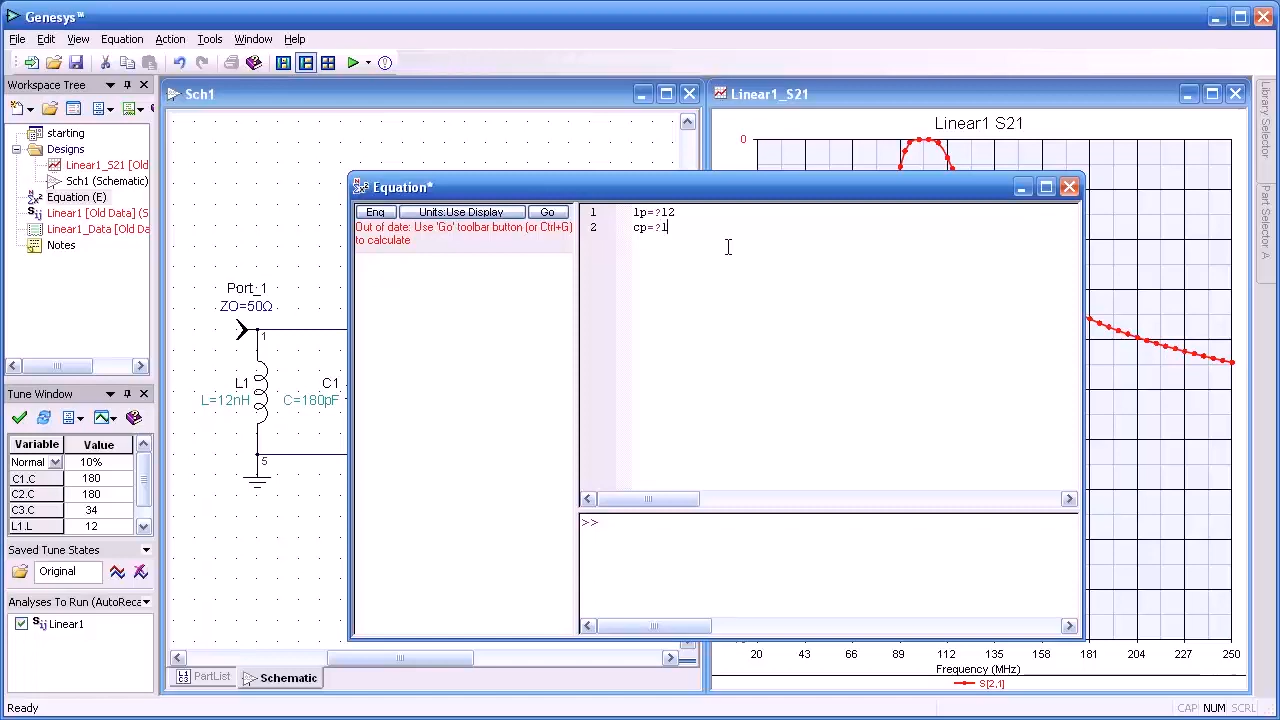 Genesys™
File Edit View Equation Action Tools Window Help
Workspace Tree
starting
Designs
Linear1_S21 [Old
Sch1 (Schematic)
Equation (E)
Linear1 [Old Data] (S
Linear1_Data [Old Da
Notes
Tune Window
Variable Value
Normal 10%
C1.C 180
C2.C 180
C3.C 34
L1.L 12
Saved Tune States
Original
Analyses To Run (AutoReca
Linear1
Sch1
Port_1
ZO=50Ω
1
L1
L=12nH
C1
C=180pF
5
PartList Schematic
Equation*
Eng Units:Use Display Go
Out of date: Use 'Go' toolbar button (or Ctrl+G) to calculate
1 lp=?12
2 cp=?1
>>
Linear1_S21
Linear1 S21
0
20 43 66 89 112 135 158 181 204 227 250
Frequency (MHz)
S[2,1]
Library Selector
Part Selector A
Ready
CAP NUM SCRL